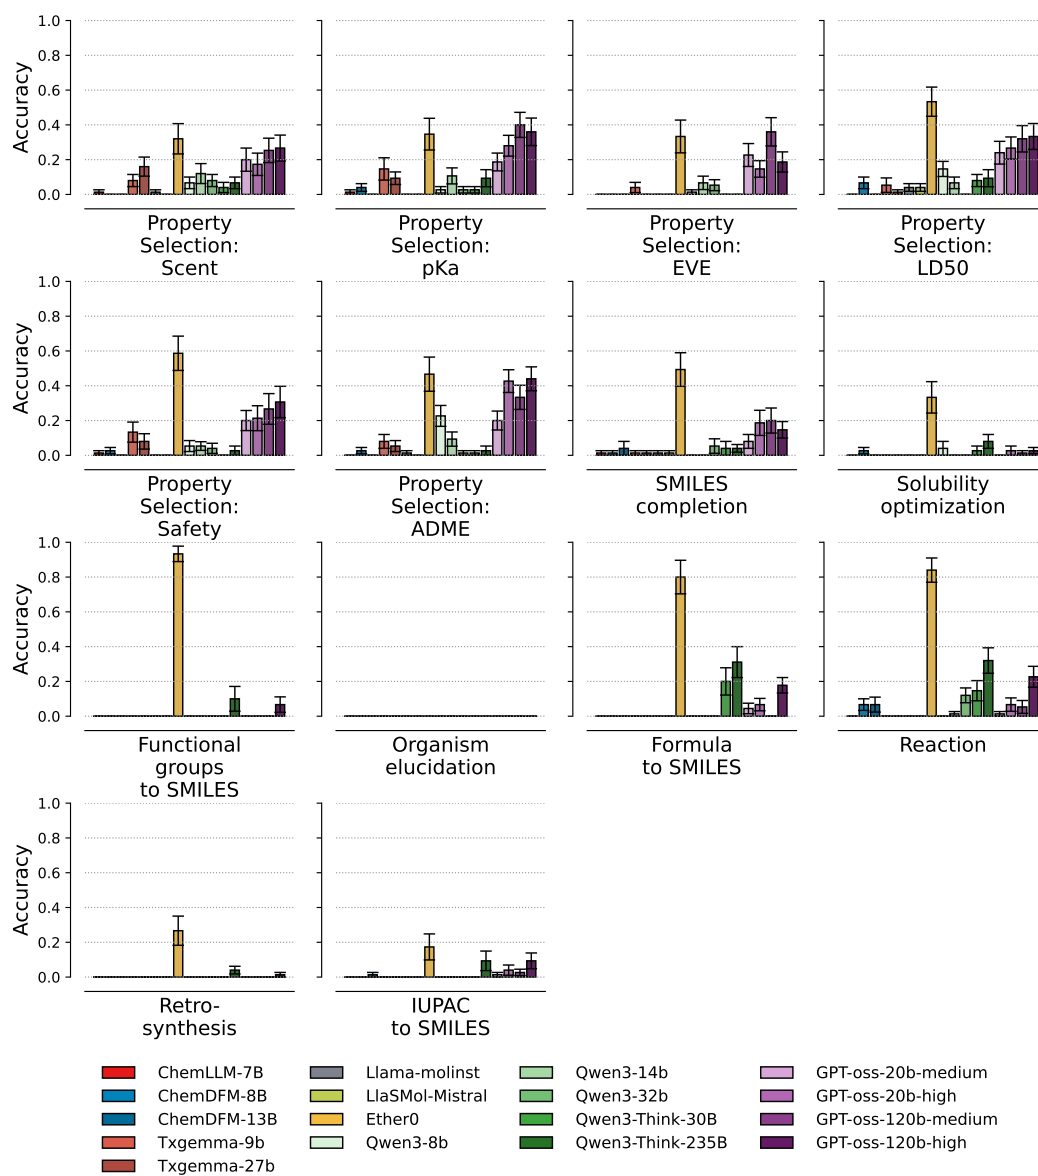 1.0
0.8
0.6
0.4
0.2
0.0
Accuracy
Property
Selection:
Scent
Property
Selection:
pKa
Property
Selection:
EVE
Property
Selection:
LD50
1.0
0.8
0.6
0.4
0.2
0.0
Accuracy
Property
Selection:
Safety
Property
Selection:
ADME
SMILES
completion
Solubility
optimization
1.0
0.8
0.6
0.4
0.2
0.0
Accuracy
Functional
groups
to SMILES
Organism
elucidation
Formula
to SMILES
Reaction
1.0
0.8
0.6
0.4
0.2
0.0
Accuracy
Retro-
synthesis
IUPAC
to SMILES
ChemLLM-7B
ChemDFM-8B
ChemDFM-13B
Txgemma-9b
Txgemma-27b
Llama-molinst
LlaSMol-Mistral
Ether0
Qwen3-8b
Qwen3-14b
Qwen3-32b
Qwen3-Think-30B
Qwen3-Think-235B
GPT-oss-20b-medium
GPT-oss-20b-high
GPT-oss-120b-medium
GPT-oss-120b-high